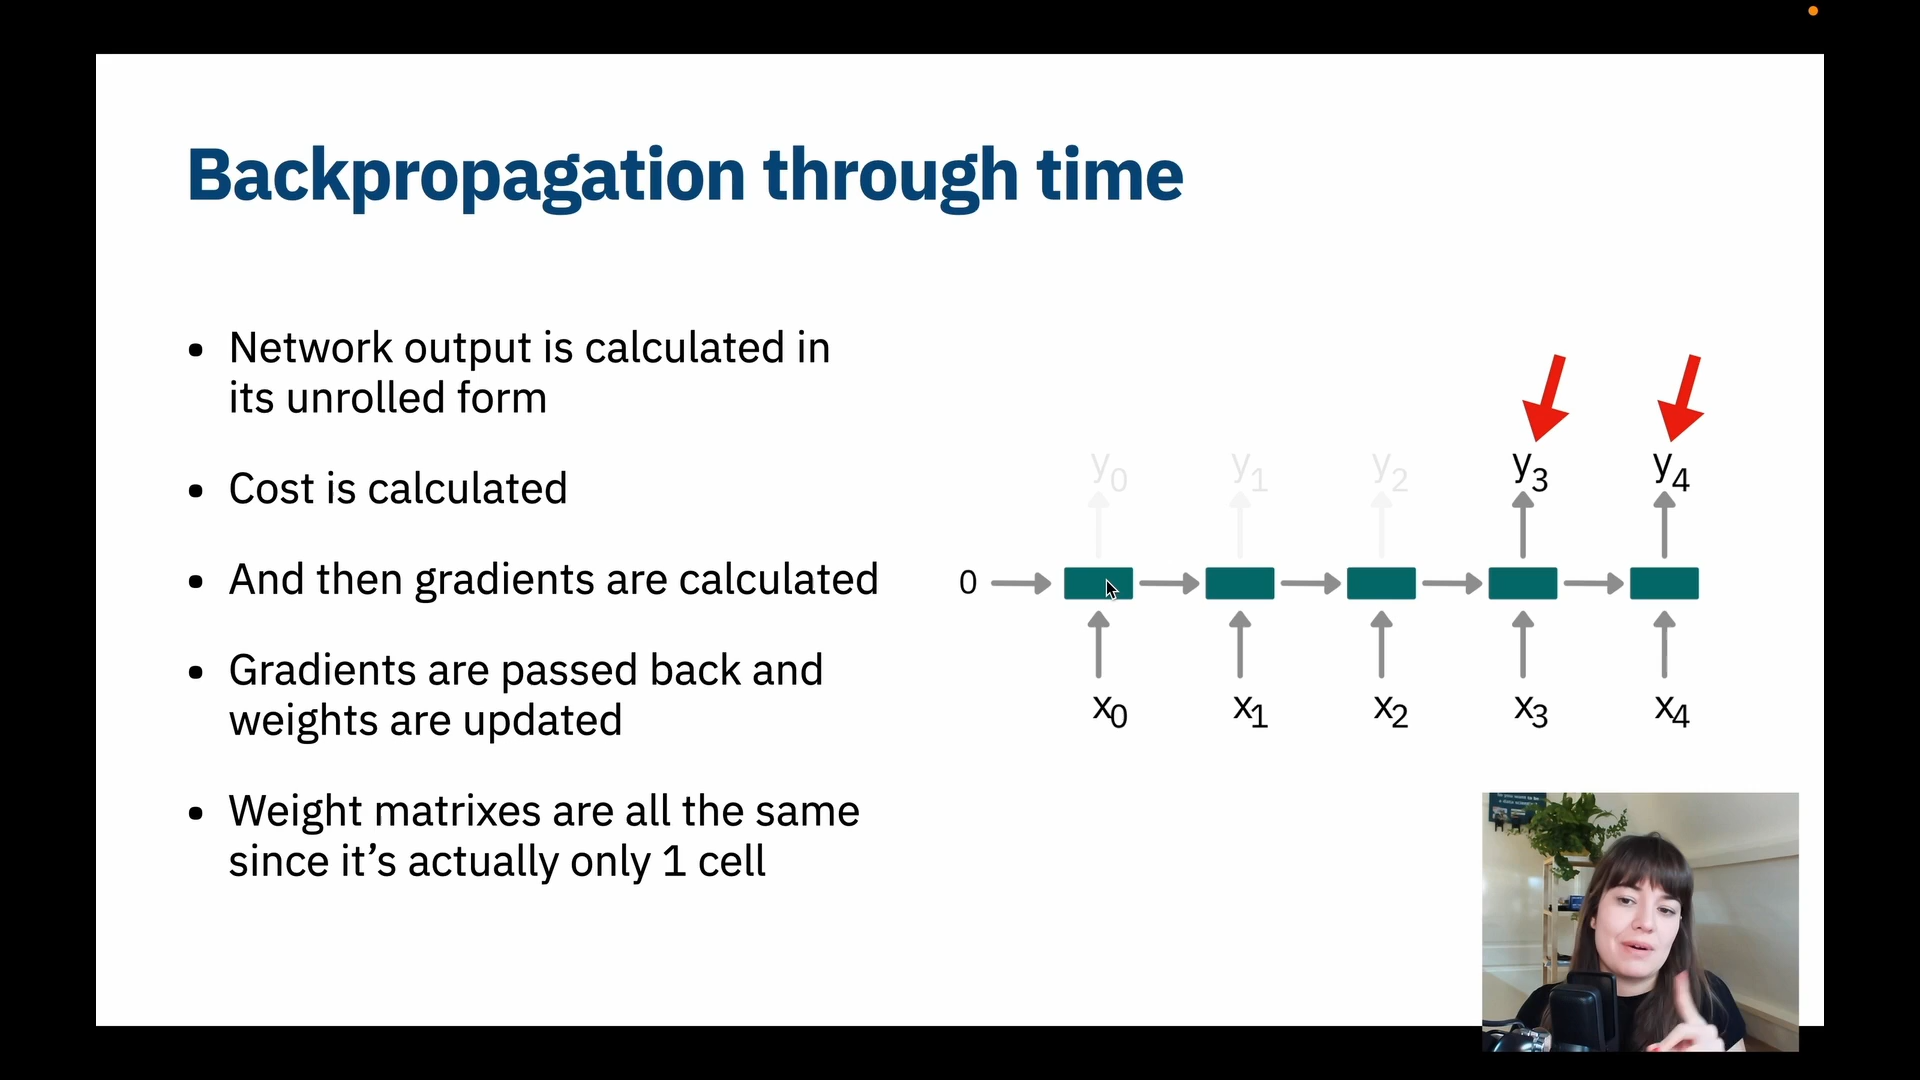 Backpropagation through time
• Network output is calculated in
its unrolled form
• Cost is calculated
• And then gradients are calculated
• Gradients are passed back and
weights are updated
• Weight matrixes are all the same
since it’s actually only 1 cell
y0 y1 y2 y3 y4
0
x0 x1 x2 x3 x4